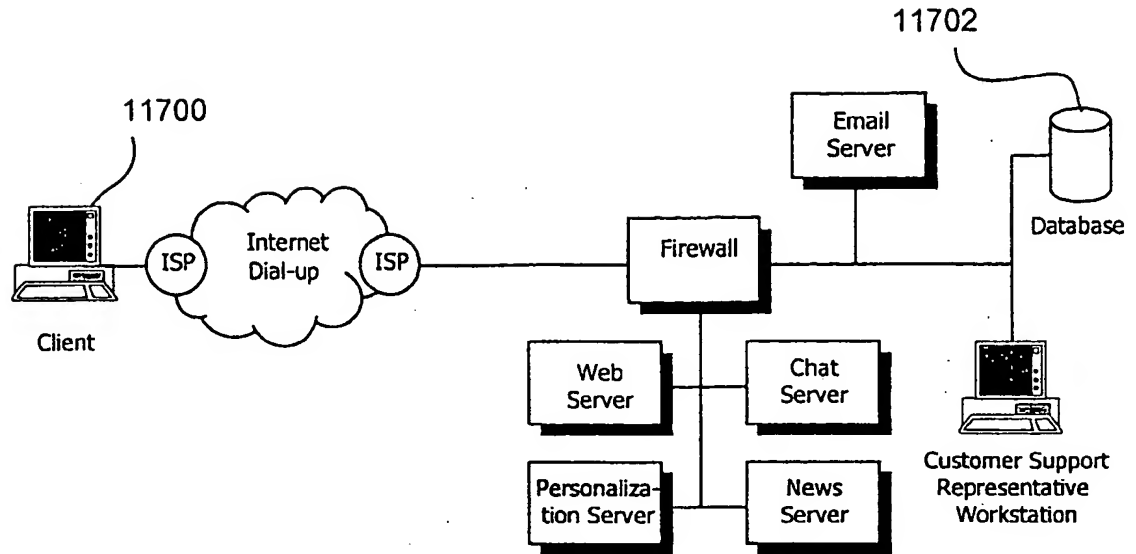 11702
11700
Email
Server
Database
Internet
Dial-up
ISP
ISP
Firewall
Client
Web
Server
Chat
Server
Personaliza-
tion Server
News
Server
Customer Support
Representative
Workstation